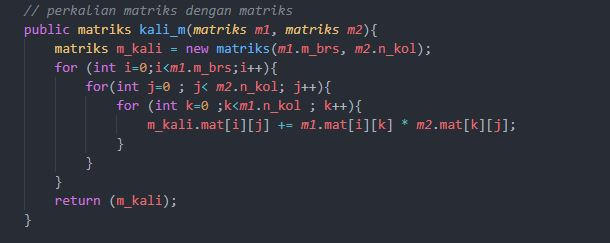 // perkalian matriks dengan matriks
public matriks kali_m(matriks m1, matriks m2){
matriks m_kali = new matriks(m1.m_brs, m2.n_kol);
for (int i=0;i<m1.m_brs;i++){
for(int j=0 ; j< m2.n_kol; j++){
for (int k=0 ;k<m1.n_kol ; k++){
m_kali.mat[i][j] += m1.mat[i][k] * m2.mat[k][j];
}
}
}
return (m_kali);
}